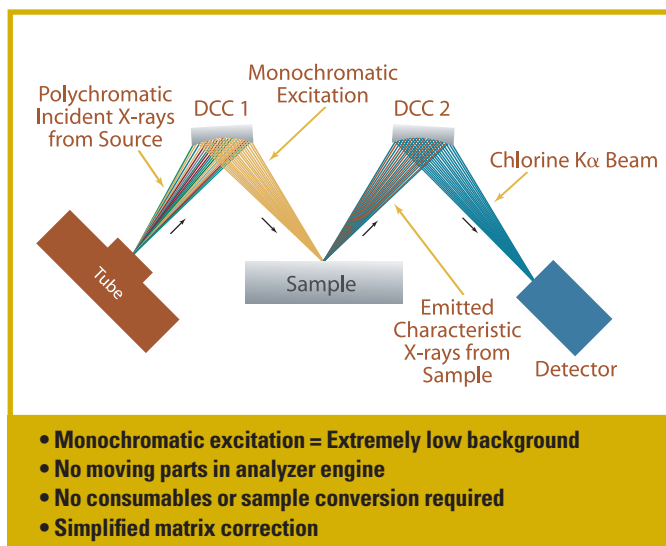 Monochromatic
Excitation
Polychromatic
Incident X-rays
from Source
DCC 1
DCC 2
Chlorine Kα Beam
Tube
Sample
Emitted
Characteristic
X-rays from
Sample
Detector
• Monochromatic excitation = Extremely low background
• No moving parts in analyzer engine
• No consumables or sample conversion required
• Simplified matrix correction